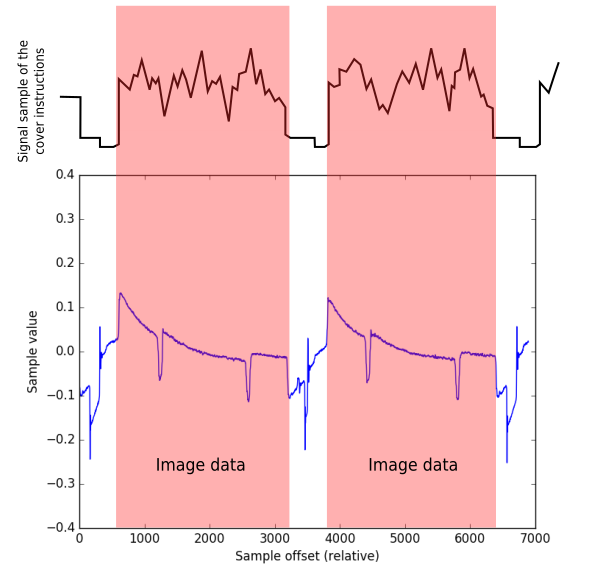 Signal sample of the
cover instructions
0.4
0.3
0.2
0.1
0.0
−0.1
−0.2
−0.3
−0.4
Sample value
Image data
Image data
0
1000
2000
3000
4000
5000
6000
7000
Sample offset (relative)